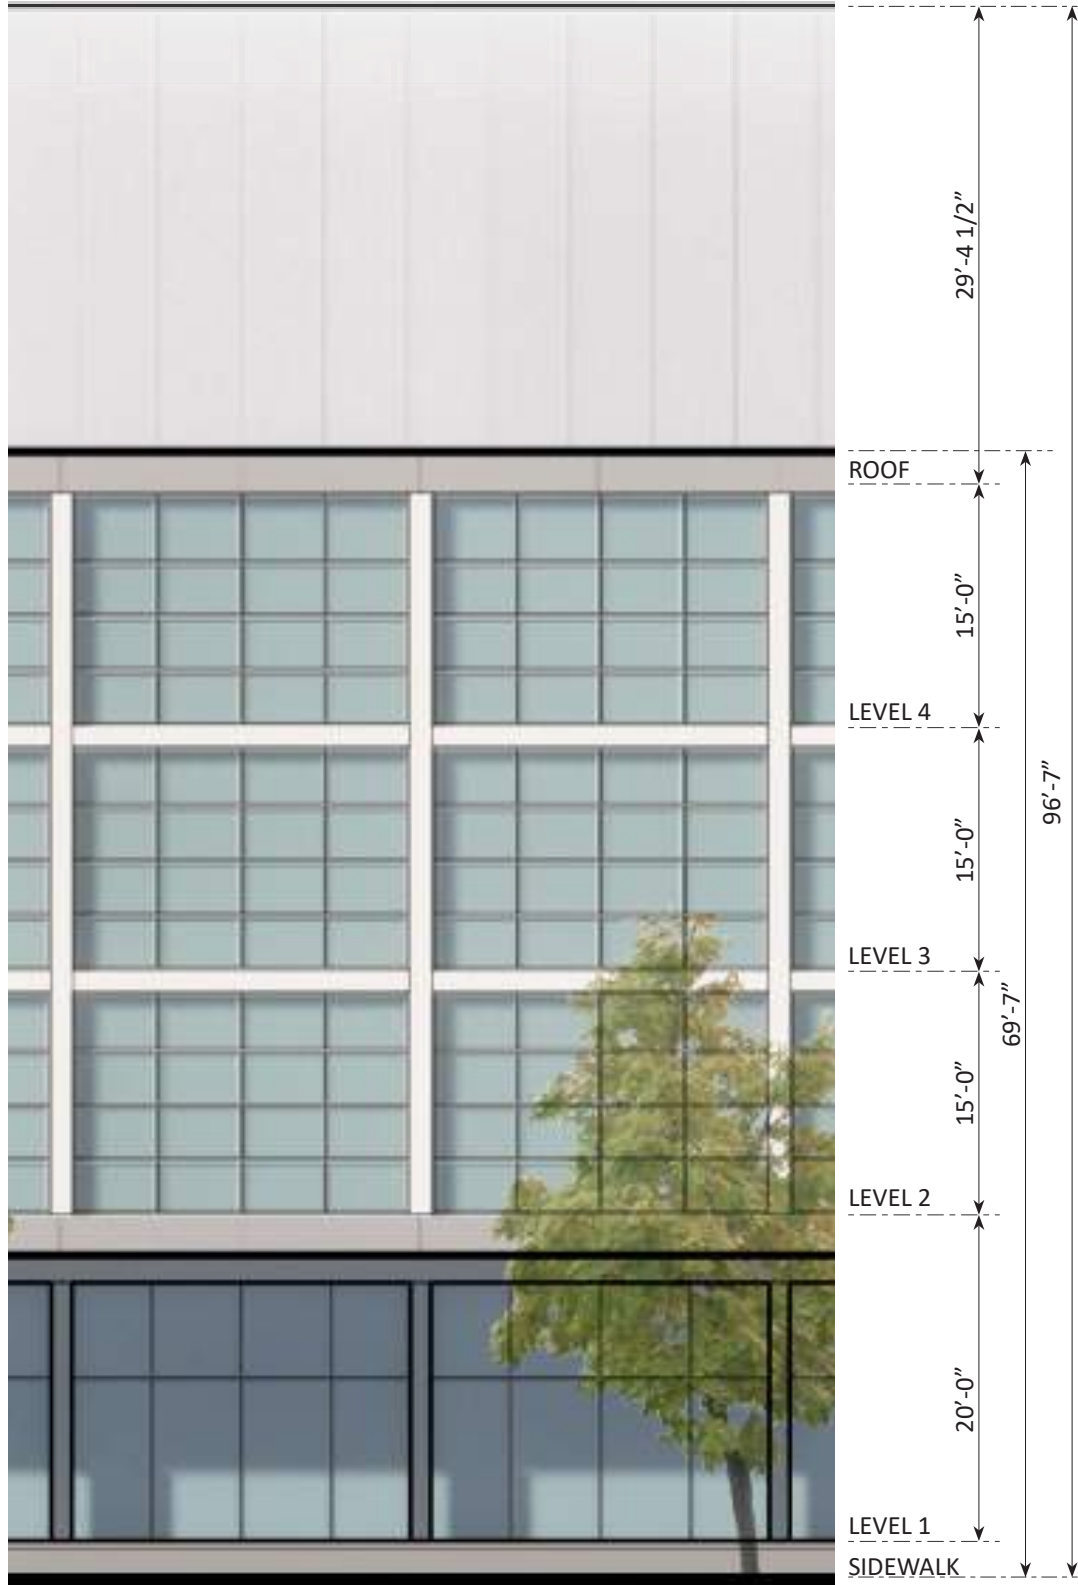 29’-4 1/2”
ROOF
15’-0”
LEVEL 4
96’-7”
15’-0”
LEVEL 3
69’-7”
15’-0”
LEVEL 2
20’-0”
LEVEL 1
SIDEWALK